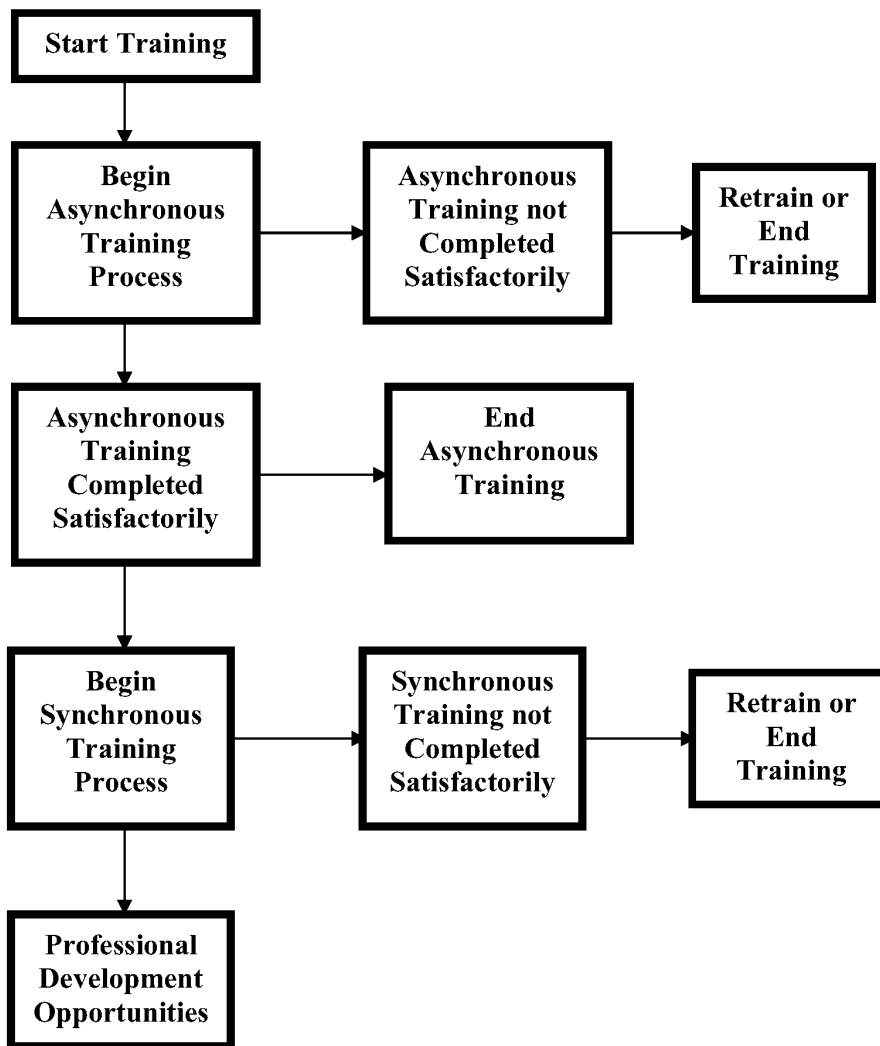 Start Training
Begin
Asynchronous
Training
Process
Asynchronous
Training not
Completed
Satisfactorily
Retrain or
End
Training
Asynchronous
Training
Completed
Satisfactorily
End
Asynchronous
Training
Begin
Synchronous
Training
Process
Synchronous
Training not
Completed
Satisfactorily
Retrain or
End
Training
Professional
Development
Opportunities